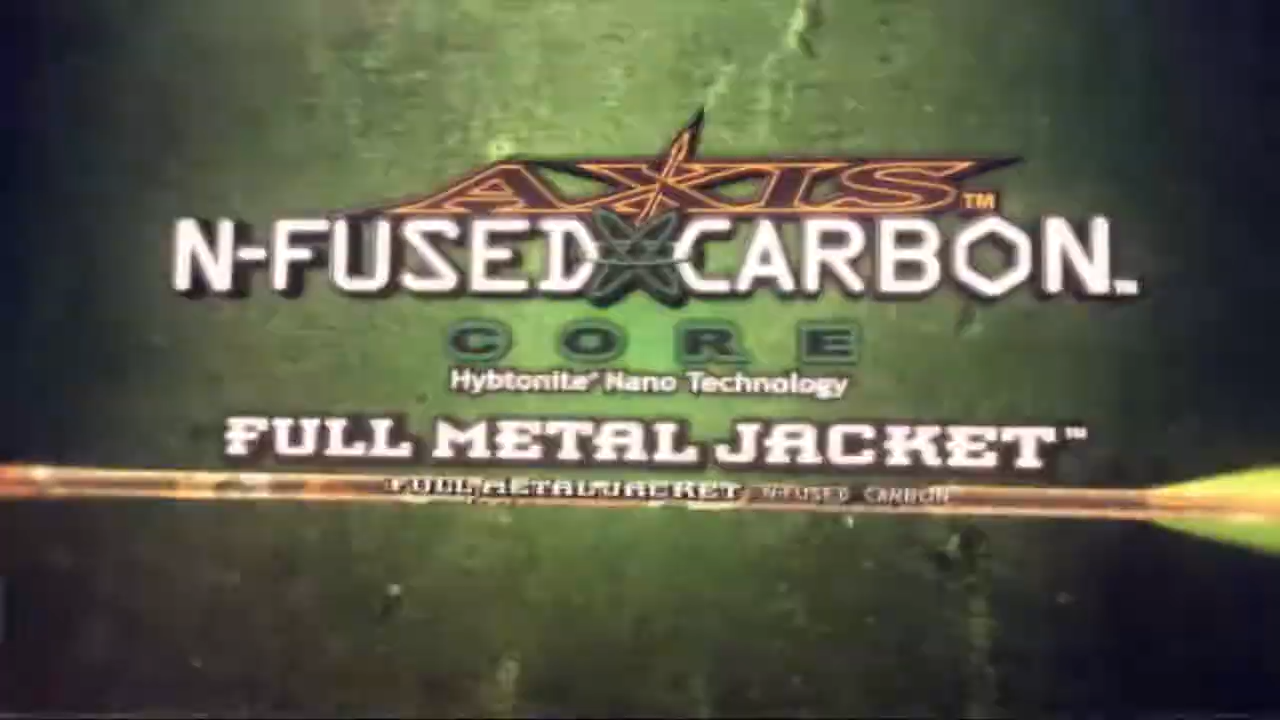 AXIS™
N-FUSED CARBON™
CORE
Hybtonite® Nano Technology
FULL METAL JACKET™
FULL METAL JACKET N-FUSED CARBON